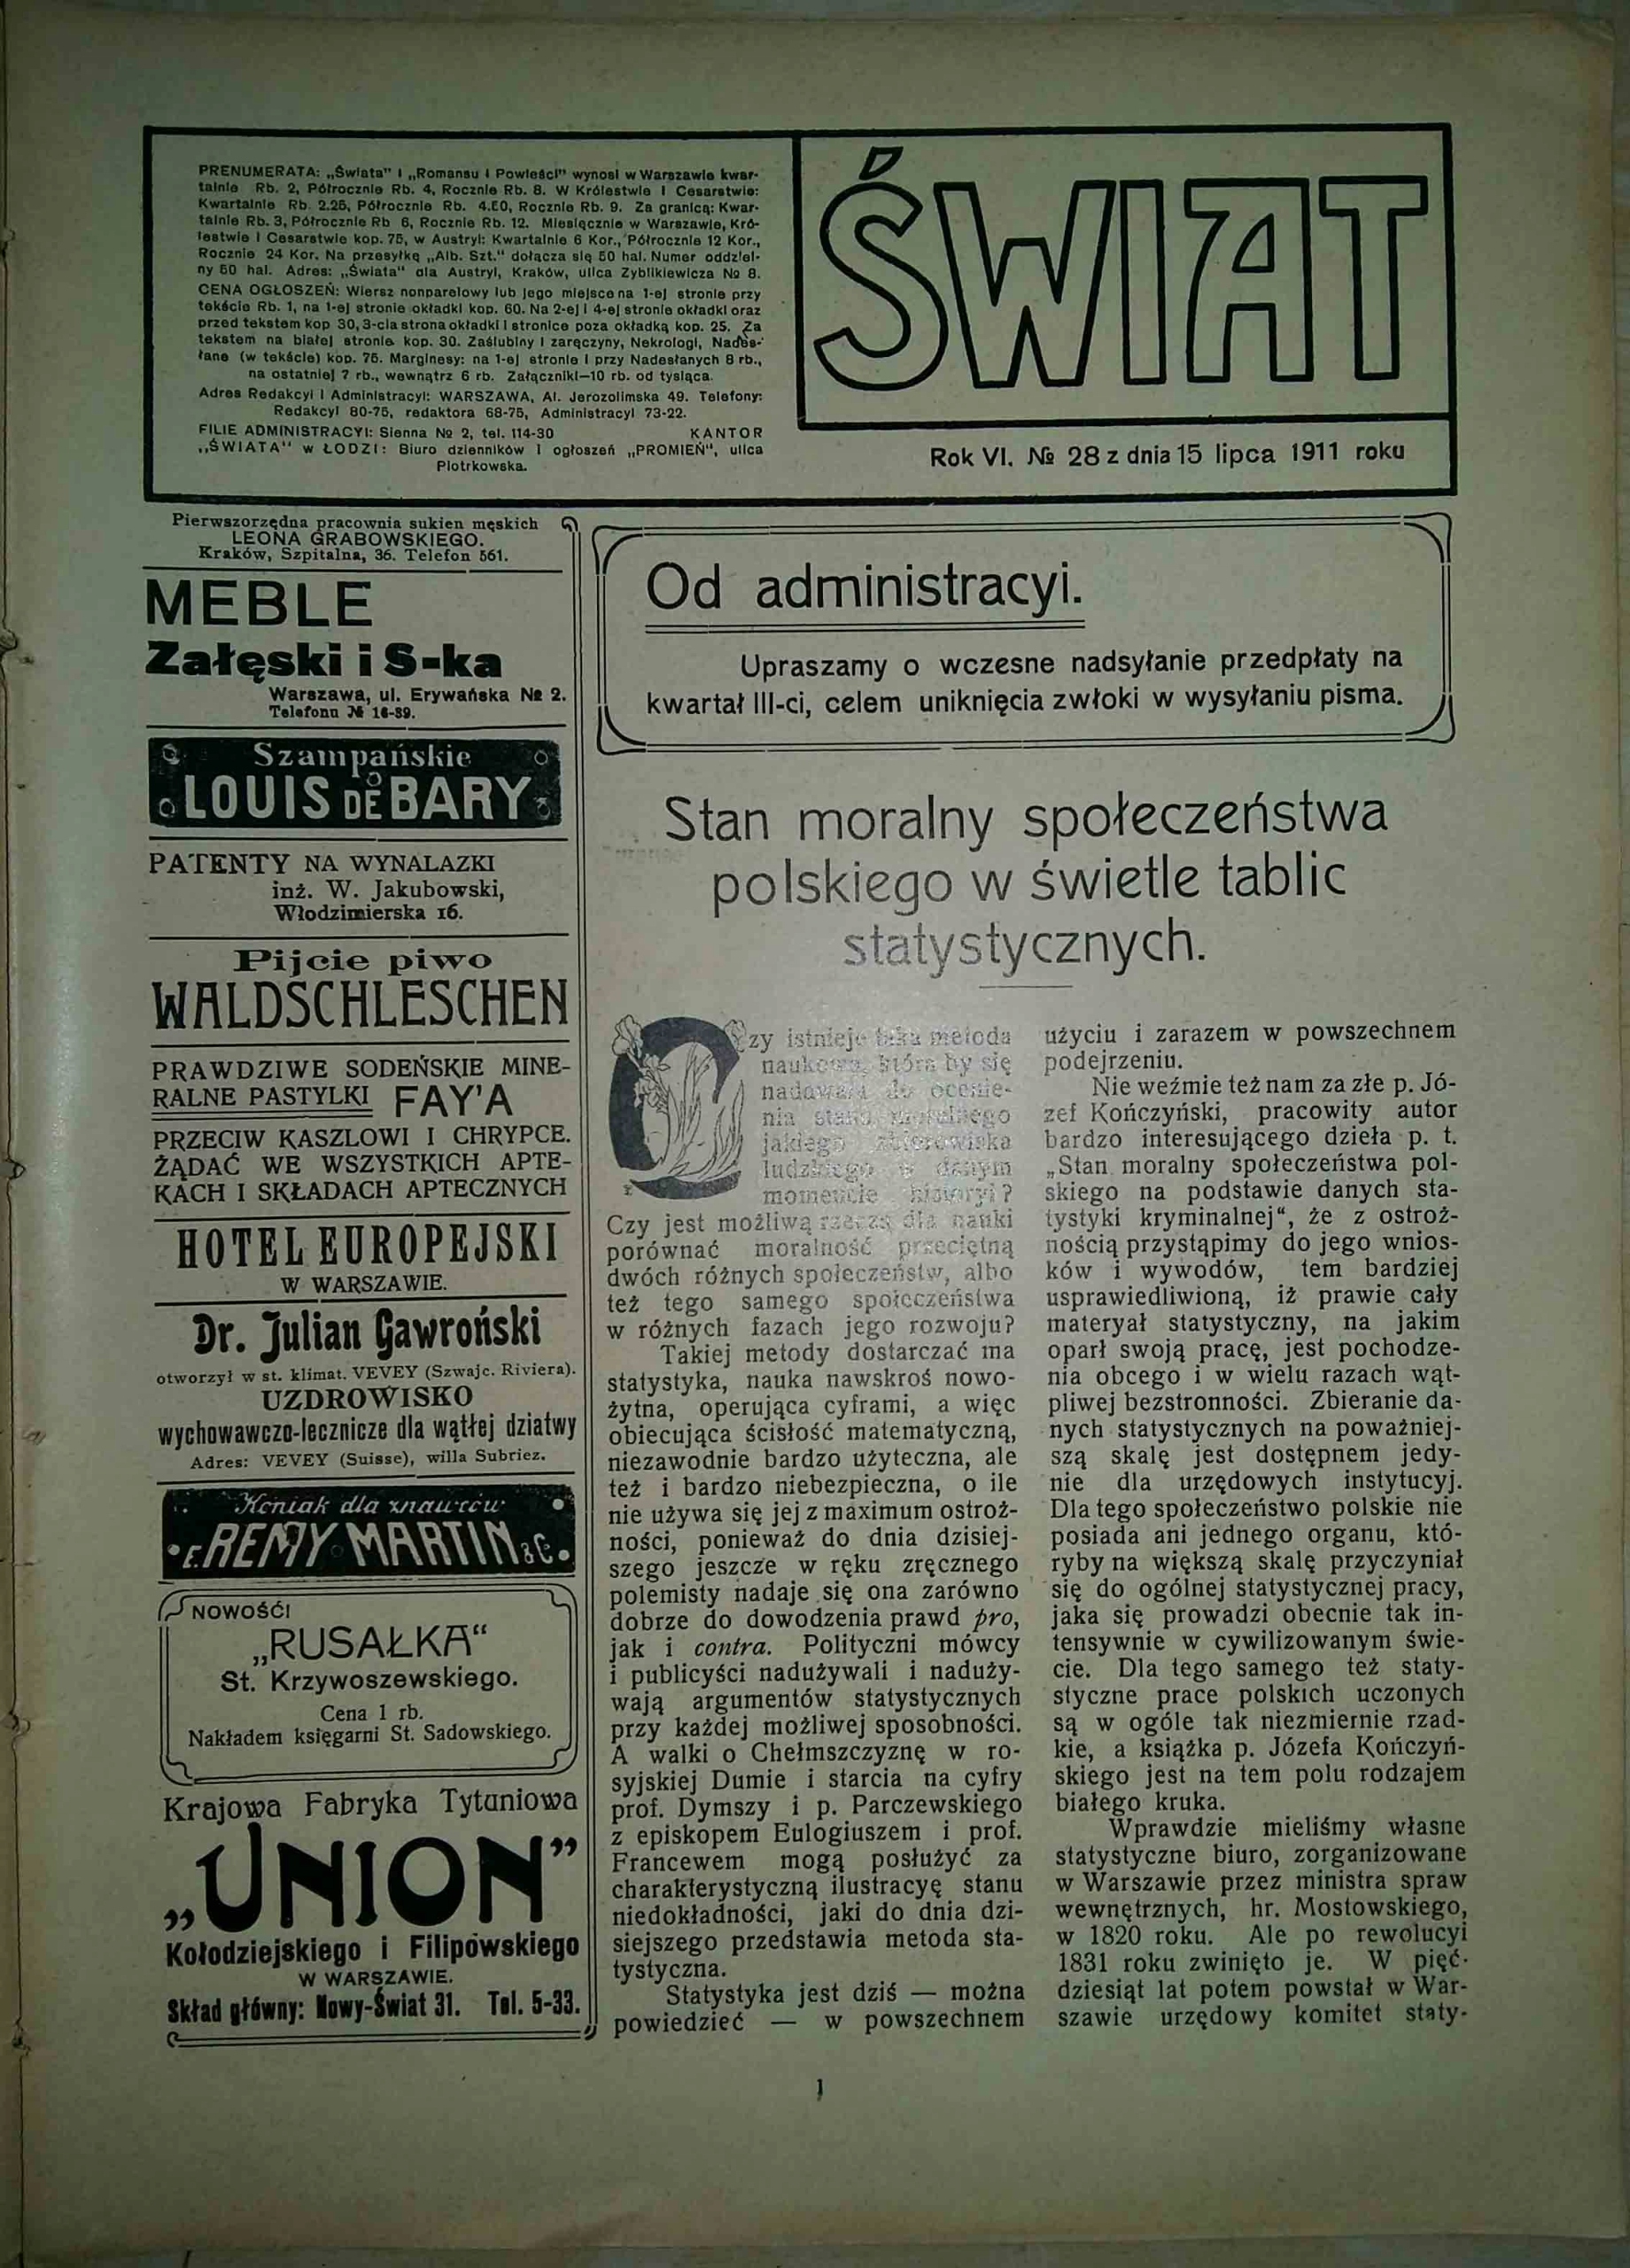 PRENUMERATA: „Świata" i „Romansu i Powieści" wynosi w Warszawie kwar-
talnie Rb. 2, Półrocznie Rb. 4, Rocznie Rb. 8. W Królestwie i Cesarstwie:
Kwartalnie Rb. 2.25, Półrocznie Rb. 4.50, Rocznie Rb. 9. Za granicą: Kwar-
talnie Rb. 3, Półrocznie Rb 6, Rocznie Rb. 12. Miesięcznie w Warszawie, Kró-
lestwie i Cesarstwie kop. 75, w Austryi: Kwartalnie 6 Kor., Półrocznie 12 Kor.,
Rocznie 24 Kor. Na przesyłkę „Alb. Szt." dołącza się 50 hal. Numer oddziel-
ny 60 hal. Adres: „Świata" dla Austryi, Kraków, ulica Zyblikiewicza № 8.
CENA OGŁOSZEŃ: Wiersz nonparelowy lub jego miejsce na 1-ej stronie przy
tekście Rb. 1, na 1-ej stronie okładki kop. 60. Na 2-ej i 4-ej stronie okładki oraz
przed tekstem kop 30, 3-cia strona okładki i stronice poza okładką kop. 25. Za
tekstem na białej stronie kop. 30. Zaślubiny i zaręczyny, Nekrologi, Nades-
łane (w tekście) kop. 75. Marginesy: na 1-ej stronie i przy Nadesłanych 8 rb.,
na ostatniej 7 rb., wewnątrz 6 rb. Załączniki—10 rb. od tysiąca.
Adres Redakcyi i Administracyi: WARSZAWA, Al. Jerozolimska 49. Telefony:
Redakcyi 80-75, redaktora 68-75, Administracyi 73-22.
FILIE ADMINISTRACYI: Sienna № 2, tel. 114-30 KANTOR
„ŚWIATA" w ŁODZI: Biuro dzienników i ogłoszeń „PROMIEŃ", ulica
Piotrkowska.
ŚWIAT
Rok VI. № 28 z dnia 15 lipca 1911 roku
Pierwszorzędna pracownia sukien męskich
LEONA GRABOWSKIEGO.
Kraków, Szpitalna, 36. Telefon 561.
MEBLE
Załęski i S-ka
Warszawa, ul. Erywańska № 2.
Telefonu № 16-39.
Szampańskie
LOUIS DE BARY
PATENTY NA WYNALAZKI
inż. W. Jakubowski,
Włodzimierska 16.
Pijcie piwo
WALDSCHLESCHEN
PRAWDZIWE SODEŃSKIE MINE-
RALNE PASTYLKI FAY'A
PRZECIW KASZLOWI I CHRYPCE.
ŻĄDAĆ WE WSZYSTKICH APTE-
KACH I SKŁADACH APTECZNYCH
HOTEL EUROPEJSKI
W WARSZAWIE.
Dr. Julian Gawroński
otworzył w st. klimat. VEVEY (Szwajc. Riviera).
UZDROWISKO
wychowawczo-lecznicze dla wątłej dziatwy
Adres: VEVEY (Suisse), willa Subriez.
Koniak dla znawców
E. REMY MARTIN & C.
NOWOŚĆ!
„RUSAŁKA"
St. Krzywoszewskiego.
Cena 1 rb.
Nakładem księgarni St. Sadowskiego.
Krajowa Fabryka Tytuniowa
„UNION"
Kołodziejskiego i Filipowskiego
W WARSZAWIE.
Skład główny: Nowy-Świat 31. Tel. 5-33.
Od administracyi.
Upraszamy o wczesne nadsyłanie przedpłaty na
kwartał III-ci, celem uniknięcia zwłoki w wysyłaniu pisma.
Stan moralny społeczeństwa
polskiego w świetle tablic
statystycznych.
Czy istnieje taka metoda
naukowa, która by się
nadawała do ocenie-
nia stanu moralnego
jakiego zbiorowiska
ludzkiego w danym
momencie historyi?
Czy jest możliwą rzeczą dla nauki
porównać moralność przeciętną
dwóch różnych społeczeństw, albo
też tego samego społeczeństwa
w różnych fazach jego rozwoju?
Takiej metody dostarczać ma
statystyka, nauka nawskroś nowo-
żytna, operująca cyframi, a więc
obiecująca ścisłość matematyczną,
niezawodnie bardzo użyteczna, ale
też i bardzo niebezpieczna, o ile
nie używa się jej z maximum ostroż-
ności, ponieważ do dnia dzisiej-
szego jeszcze w ręku zręcznego
polemisty nadaje się ona zarówno
dobrze do dowodzenia prawd pro,
jak i contra. Polityczni mówcy
i publicyści nadużywali i naduży-
wają argumentów statystycznych
przy każdej możliwej sposobności.
A walki o Chełmszczyznę w ro-
syjskiej Dumie i starcia na cyfry
prof. Dymszy i p. Parczewskiego
z episkopem Eulogiuszem i prof.
Francewem mogą posłużyć za
charakterystyczną ilustracyę stanu
niedokładności, jaki do dnia dzi-
siejszego przedstawia metoda sta-
tystyczna.
Statystyka jest dziś — można
powiedzieć — w powszechnem
użyciu i zarazem w powszechnem
podejrzeniu.
Nie weźmie też nam za złe p. Jó-
zef Kończyński, pracowity autor
bardzo interesującego dzieła p. t.
„Stan moralny społeczeństwa pol-
skiego na podstawie danych sta-
tystyki kryminalnej“, że z ostroż-
nością przystąpimy do jego wnios-
ków i wywodów, tem bardziej
usprawiedliwioną, iż prawie cały
materyał statystyczny, na jakim
oparł swoją pracę, jest pochodze-
nia obcego i w wielu razach wąt-
pliwej bezstronności. Zbieranie da-
nych statystycznych na poważniej-
szą skalę jest dostępnem jedy-
nie dla urzędowych instytucyj.
Dla tego społeczeństwo polskie nie
posiada ani jednego organu, któ-
ryby na większą skalę przyczyniał
się do ogólnej statystycznej pracy,
jaka się prowadzi obecnie tak in-
tensywnie w cywilizowanym świe-
cie. Dla tego samego też staty-
styczne prace polskich uczonych
są w ogóle tak niezmiernie rzad-
kie, a książka p. Józefa Kończyń-
skiego jest na tem polu rodzajem
białego kruka.
Wprawdzie mieliśmy własne
statystyczne biuro, zorganizowane
w Warszawie przez ministra spraw
wewnętrznych, hr. Mostowskiego,
w 1820 roku. Ale po rewolucyi
1831 roku zwinięto je. W pięć-
dziesiąt lat potem powstał w War-
szawie urzędowy komitet staty-
1